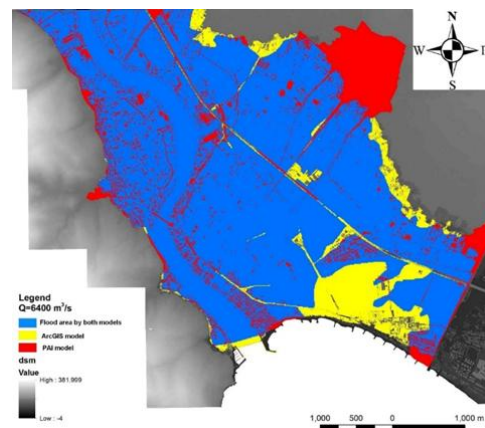 N
W
S
Legend
Q=6400 m³/s
Flood area by both models
ArcGIS model
PAI model
dsm
Value
High : 381.909
Low : -4
1,000 500 0 1,000 m